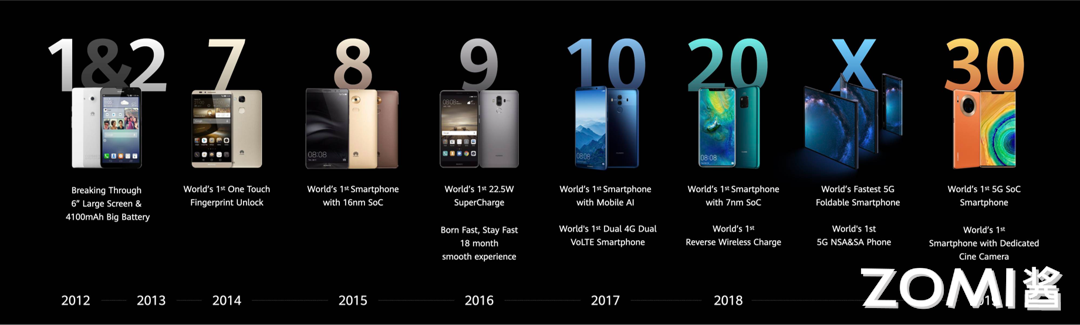 1&2
7
8
9
10
20
X
30
Breaking Through
6” Large Screen &
4100mAh Big Battery
World’s 1st One Touch
Fingerprint Unlock
World’s 1st Smartphone
with 16nm SoC
World’s 1st 22.5W
SuperCharge
Born Fast, Stay Fast
18 month
smooth experience
World’s 1st Smartphone
with Mobile AI
World’s 1st Dual 4G Dual
VoLTE Smartphone
World’s 1st Smartphone
with 7nm SoC
World’s 1st
Reverse Wireless Charge
World’s Fastest 5G
Foldable Smartphone
World’s 1st
5G NSA&SA Phone
World’s 1st 5G SoC
Smartphone
World’s 1st
Smartphone with Dedicated
Cine Camera
2012
2013
2014
2015
2016
2017
2018
ZOMI酱